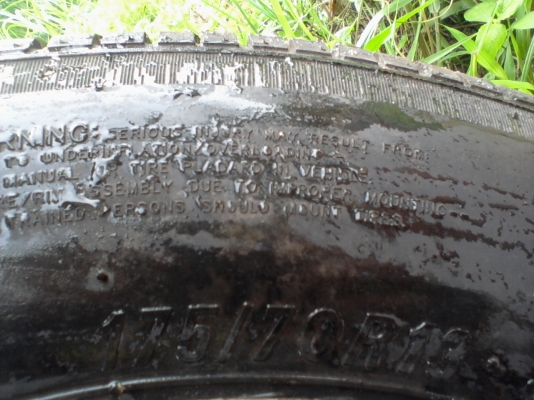 RNING: SERIOUS INJURY MAY RESULT FROM:
TO UNDERINFLATION/OVERLOADING
MANUAL OR TIRE PLACARD IN VEHICLE
RE/RIM ASSEMBLY DUE TO IMPROPER MOUNTING
TRAINED PERSONS SHOULD MOUNT TIRES
175/70R13